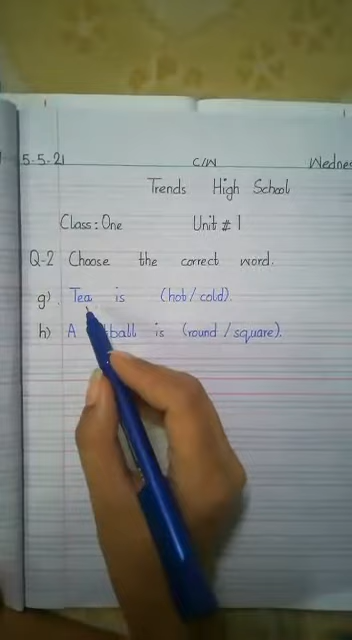 5-5-21 C/W Wednes
Trends High School
Class: One Unit # 1
Q-2 Choose the correct word.
g) Tea is (hot/cold).
h) A ball is (round/square).